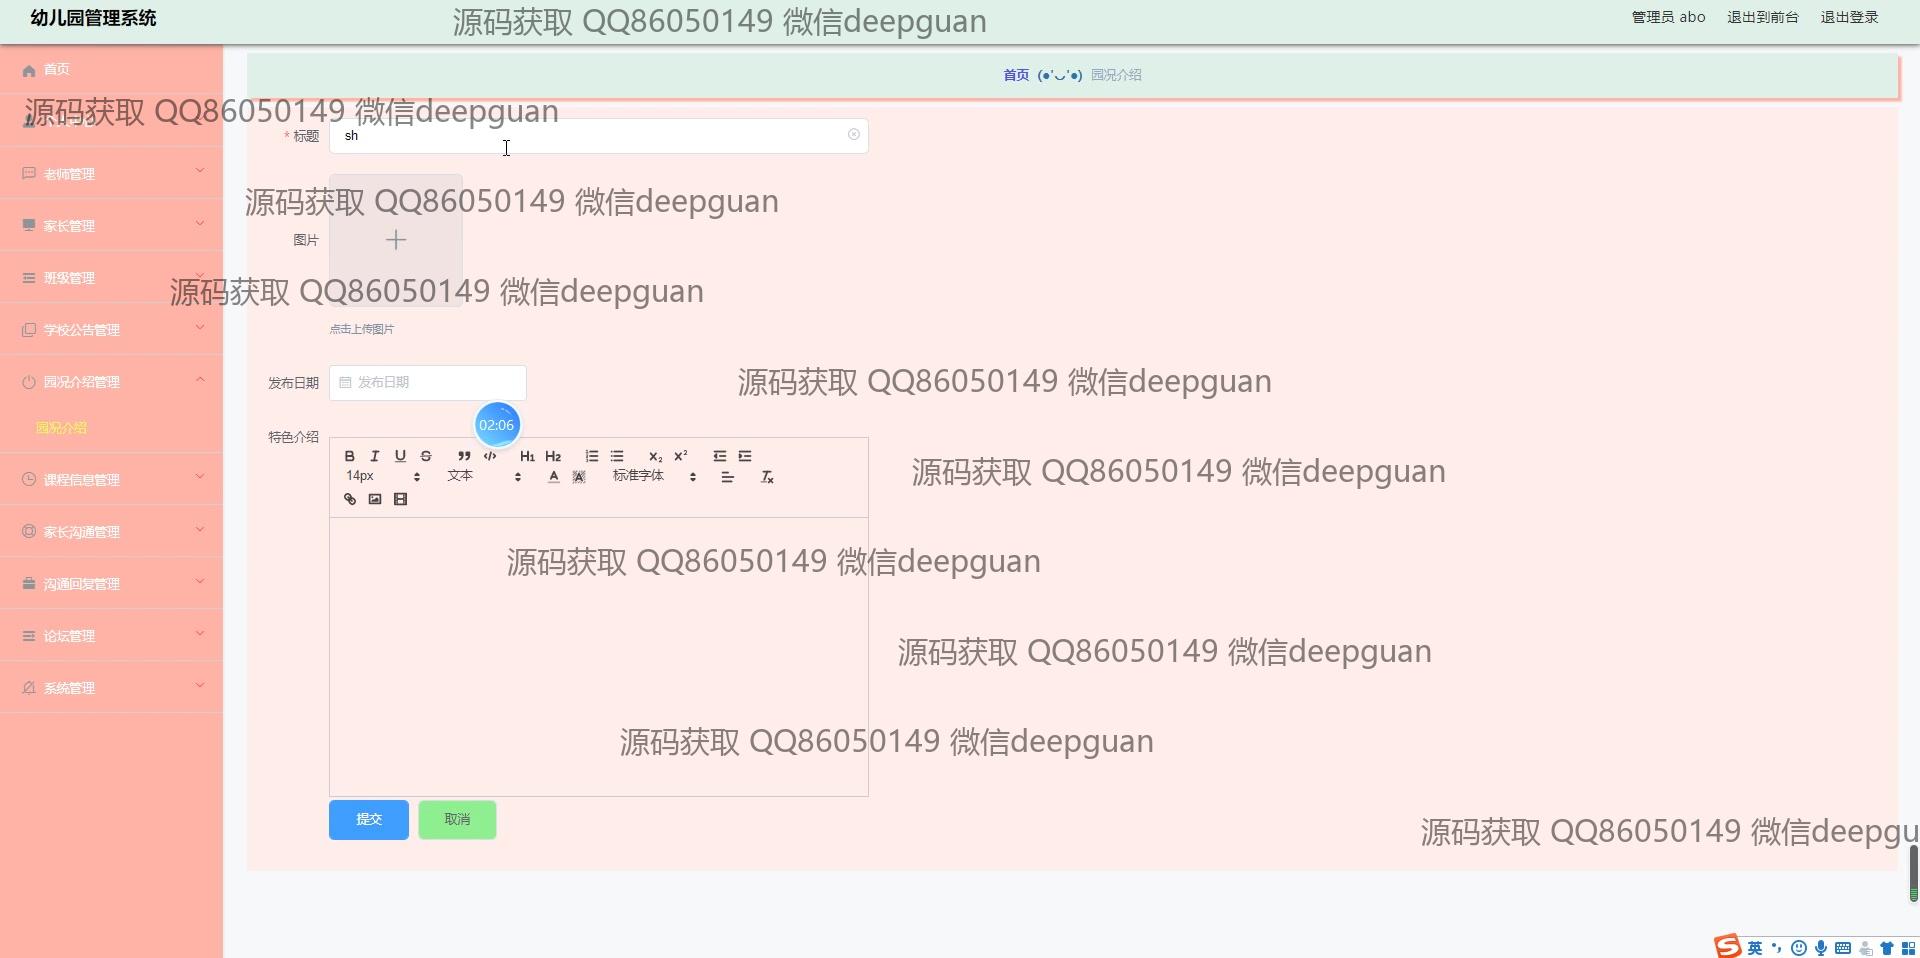 幼儿园管理系统
源码获取 QQ86050149 微信deepguan
管理员 abo
退出到前台
退出登录
首页
首页 (●'◡'●) 园况介绍
源码获取 QQ86050149 微信deepguan
* 标题
sh
老师管理
源码获取 QQ86050149 微信deepguan
家长管理
图片
班级管理
源码获取 QQ86050149 微信deepguan
学校公告管理
点击上传图片
园况介绍管理
发布日期
发布日期
源码获取 QQ86050149 微信deepguan
园况介绍
02:06
特色介绍
B I U S ” </> H1 H2 x₂ x²
14px 文本 A A 标准字体 Tx
课程信息管理
源码获取 QQ86050149 微信deepguan
家长沟通管理
源码获取 QQ86050149 微信deepguan
沟通回复管理
论坛管理
源码获取 QQ86050149 微信deepguan
系统管理
源码获取 QQ86050149 微信deepguan
提交
取消
源码获取 QQ86050149 微信deepgu
英